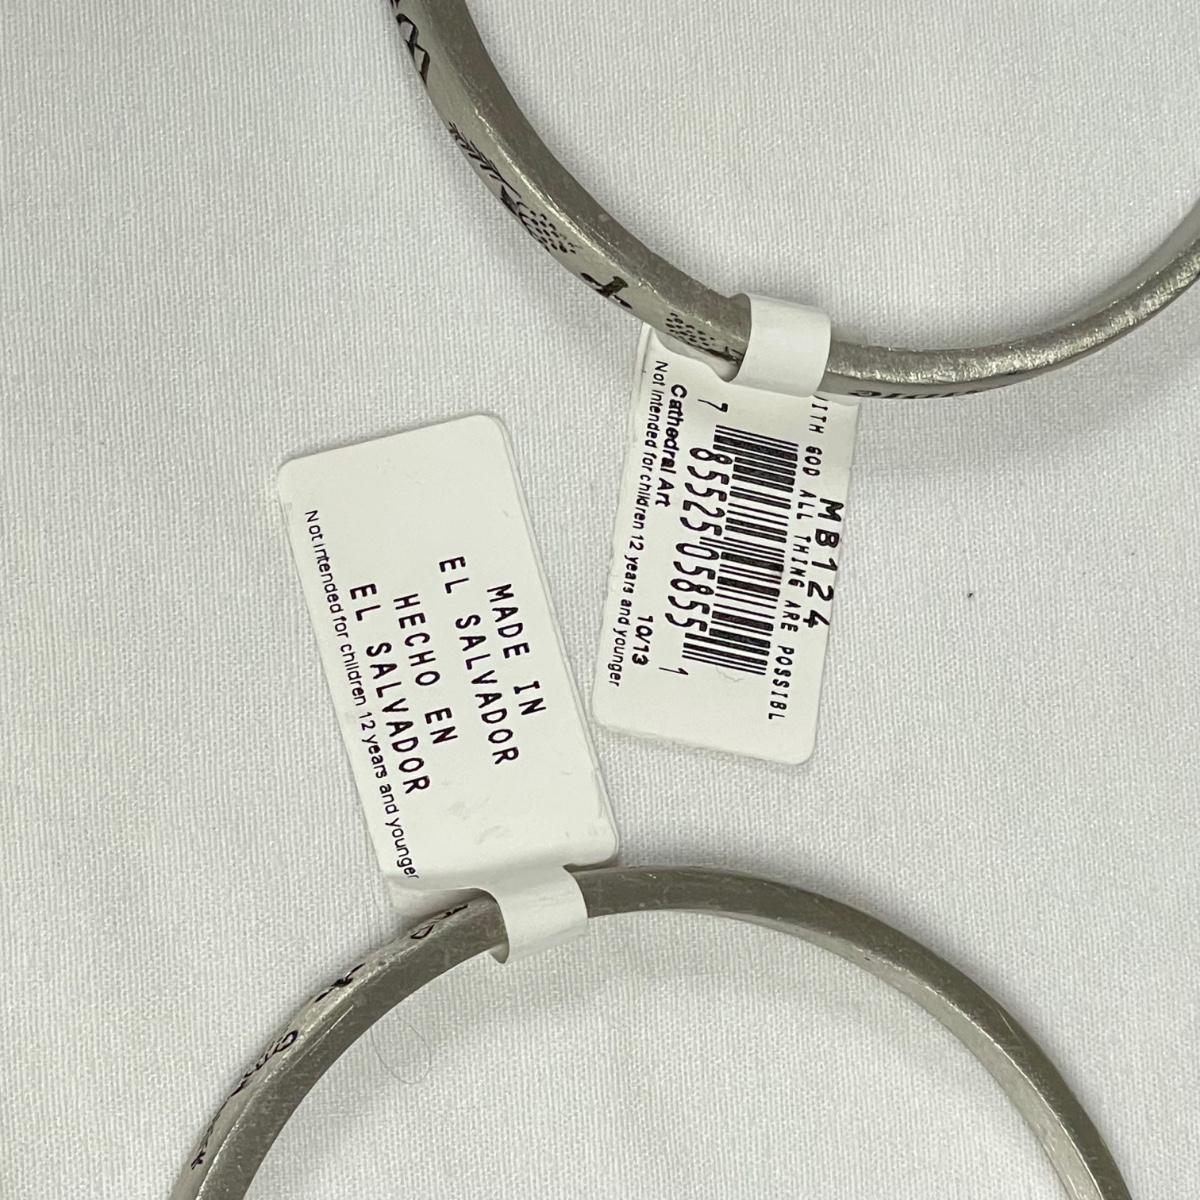 MB124
WITH GOD ALL THING ARE POSSIBL
7 85525 05855 1
Cathedral Art 10/13
Not intended for children 12 years and younger
MADE IN
EL SALVADOR
HECHO EN
EL SALVADOR
Not intended for children 12 years and younger